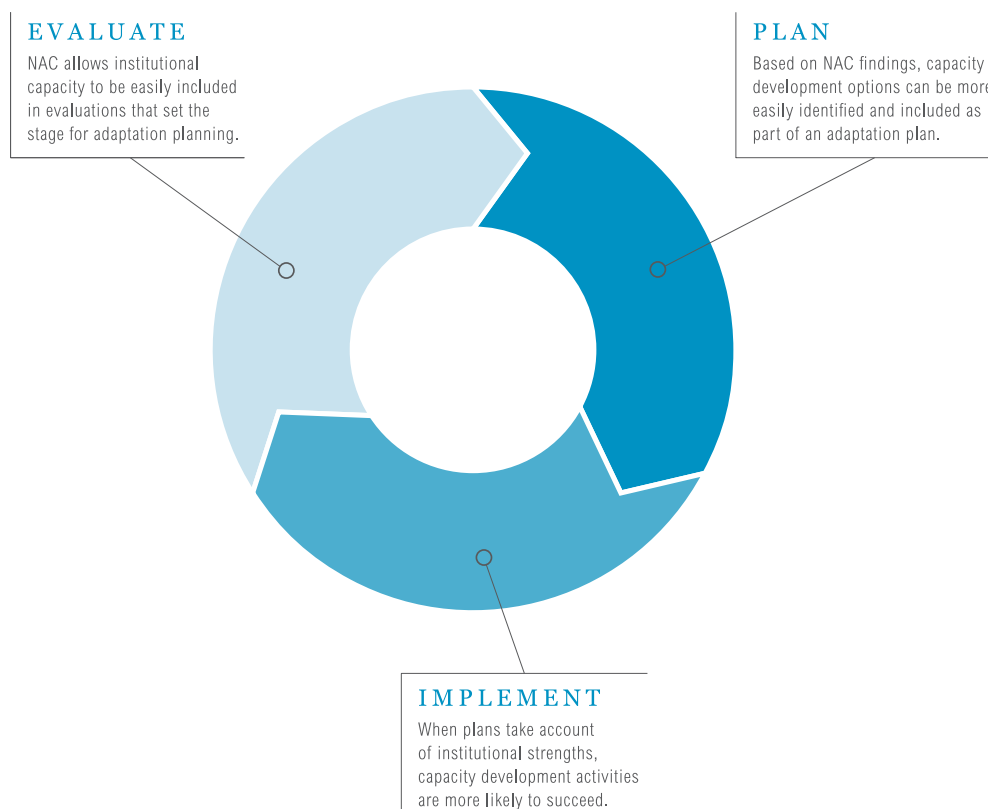 EVALUATE
NAC allows institutional
capacity to be easily included
in evaluations that set the
stage for adaptation planning.
PLAN
Based on NAC findings, capacity
development options can be more
easily identified and included as
part of an adaptation plan.
IMPLEMENT
When plans take account
of institutional strengths,
capacity development activities
are more likely to succeed.